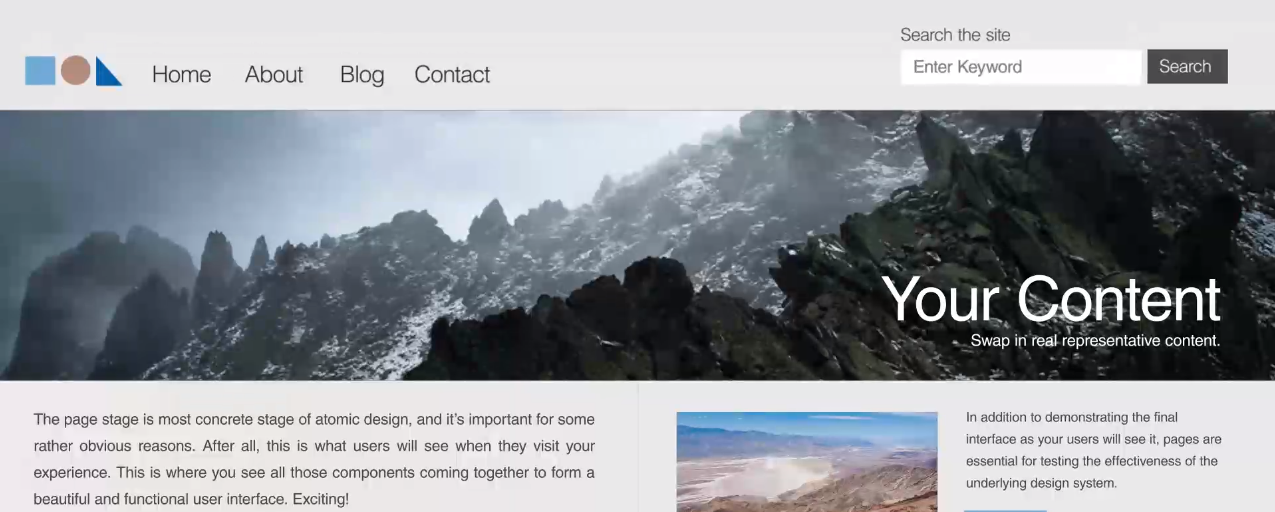 Search the site
Home About Blog Contact
Enter Keyword Search
Your Content
Swap in real representative content.
The page stage is most concrete stage of atomic design, and it's important for some
rather obvious reasons. After all, this is what users will see when they visit your
experience. This is where you see all those components coming together to form a
beautiful and functional user interface. Exciting!
In addition to demonstrating the final
interface as your users will see it, pages are
essential for testing the effectiveness of the
underlying design system.